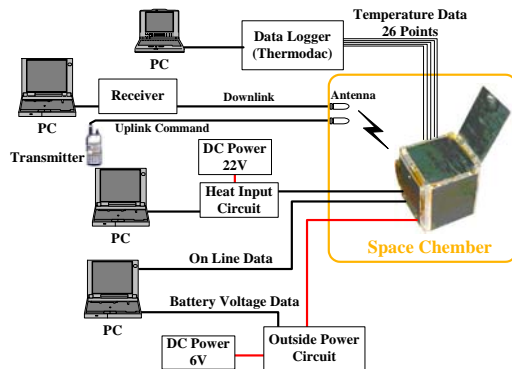 Temperature Data
26 Points
Data Logger
(Thermodac)
PC
Receiver
Downlink
Antenna
PC
Uplink Command
Transmitter
DC Power
22V
Heat Input
Circuit
PC
Space Chember
On Line Data
Battery Voltage Data
PC
DC Power
6V
Outside Power
Circuit